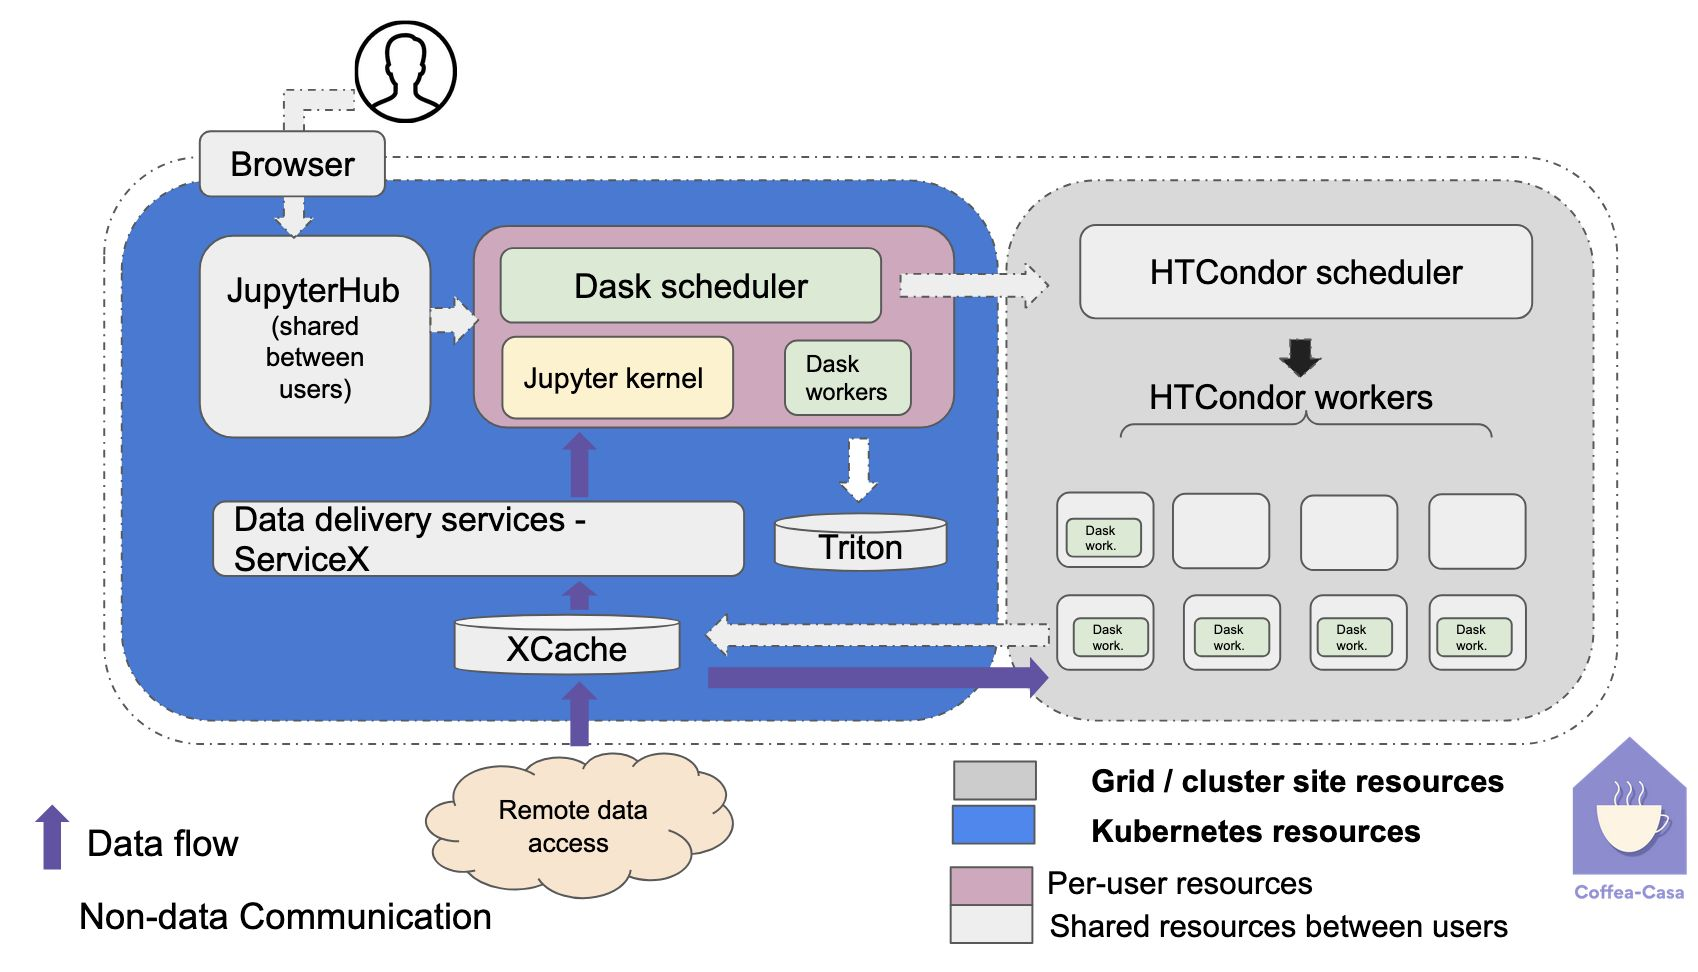 Browser
JupyterHub
(shared
between
users)
Dask scheduler
Jupyter kernel
Dask
workers
HTCondor scheduler
HTCondor workers
Data delivery services -
ServiceX
Triton
XCache
Dask
work.
Dask
work.
Dask
work.
Dask
work.
Dask
work.
Remote data
access
Data flow
Non-data Communication
Grid / cluster site resources
Kubernetes resources
Per-user resources
Shared resources between users
Coffea-Casa